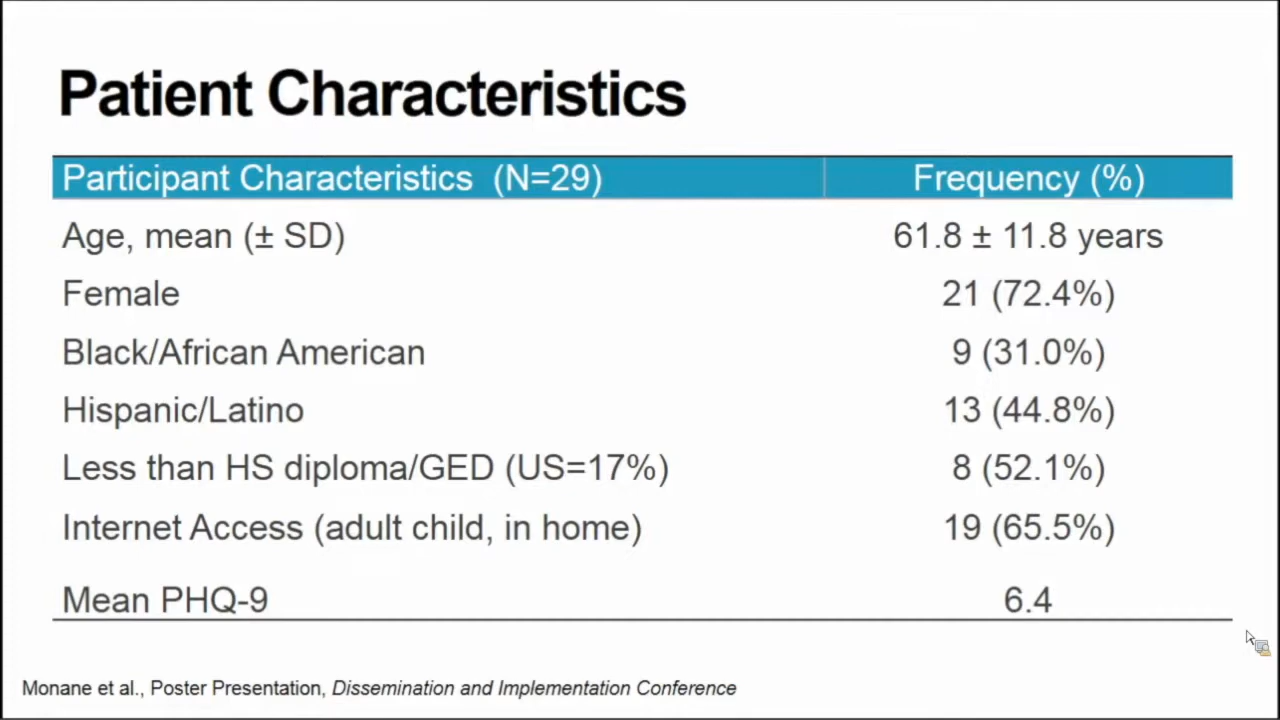 Patient Characteristics
Participant Characteristics (N=29) Frequency (%)
Age, mean (± SD) 61.8 ± 11.8 years
Female 21 (72.4%)
Black/African American 9 (31.0%)
Hispanic/Latino 13 (44.8%)
Less than HS diploma/GED (US=17%) 8 (52.1%)
Internet Access (adult child, in home) 19 (65.5%)
Mean PHQ-9 6.4
Monane et al., Poster Presentation, Dissemination and Implementation Conference